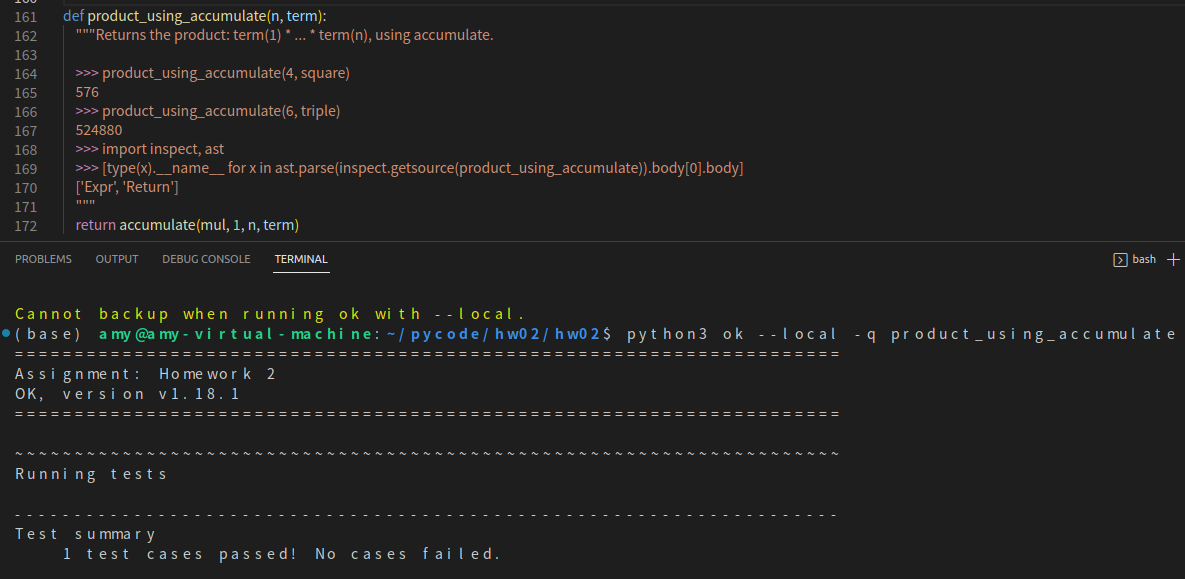 161 def product_using_accumulate(n, term):
162 """Returns the product: term(1) * ... * term(n), using accumulate.
163
164 >>> product_using_accumulate(4, square)
165 576
166 >>> product_using_accumulate(6, triple)
167 524880
168 >>> import inspect, ast
169 >>> [type(x).__name__ for x in ast.parse(inspect.getsource(product_using_accumulate)).body[0].body]
170 ['Expr', 'Return']
171 """
172 return accumulate(mul, 1, n, term)
PROBLEMS OUTPUT DEBUG CONSOLE TERMINAL bash
Cannot backup when running ok with --local.
(base) amy@amy-virtual-machine:~/pycode/hw02/hw02$ python3 ok --local -q product_using_accumulate
=====================================================================
Assignment: Homework 2
OK, version v1.18.1
=====================================================================
~~~~~~~~~~~~~~~~~~~~~~~~~~~~~~~~~~~~~~~~~~~~~~~~~~~~~~~~~~~~~~~~~~~~~
Running tests
---------------------------------------------------------------------
Test summary
1 test cases passed! No cases failed.